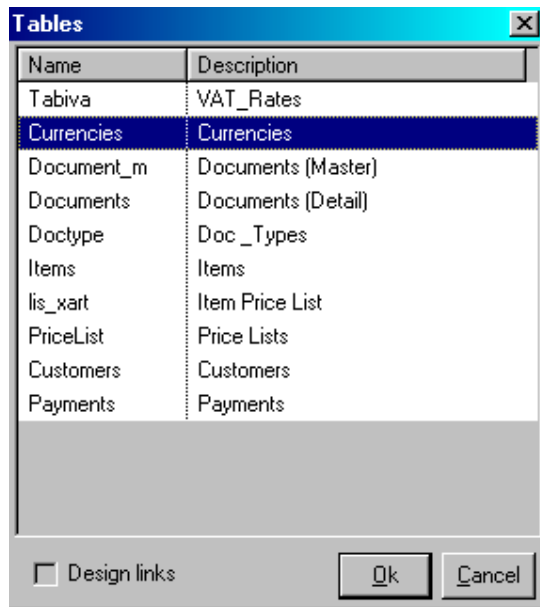 Tables
Name Description
Tabiva VAT_Rates
Currencies Currencies
Document_m Documents (Master)
Documents Documents (Detail)
Doctype Doc _Types
Items Items
lis_xart Item Price List
PriceList Price Lists
Customers Customers
Payments Payments
Design links Ok Cancel